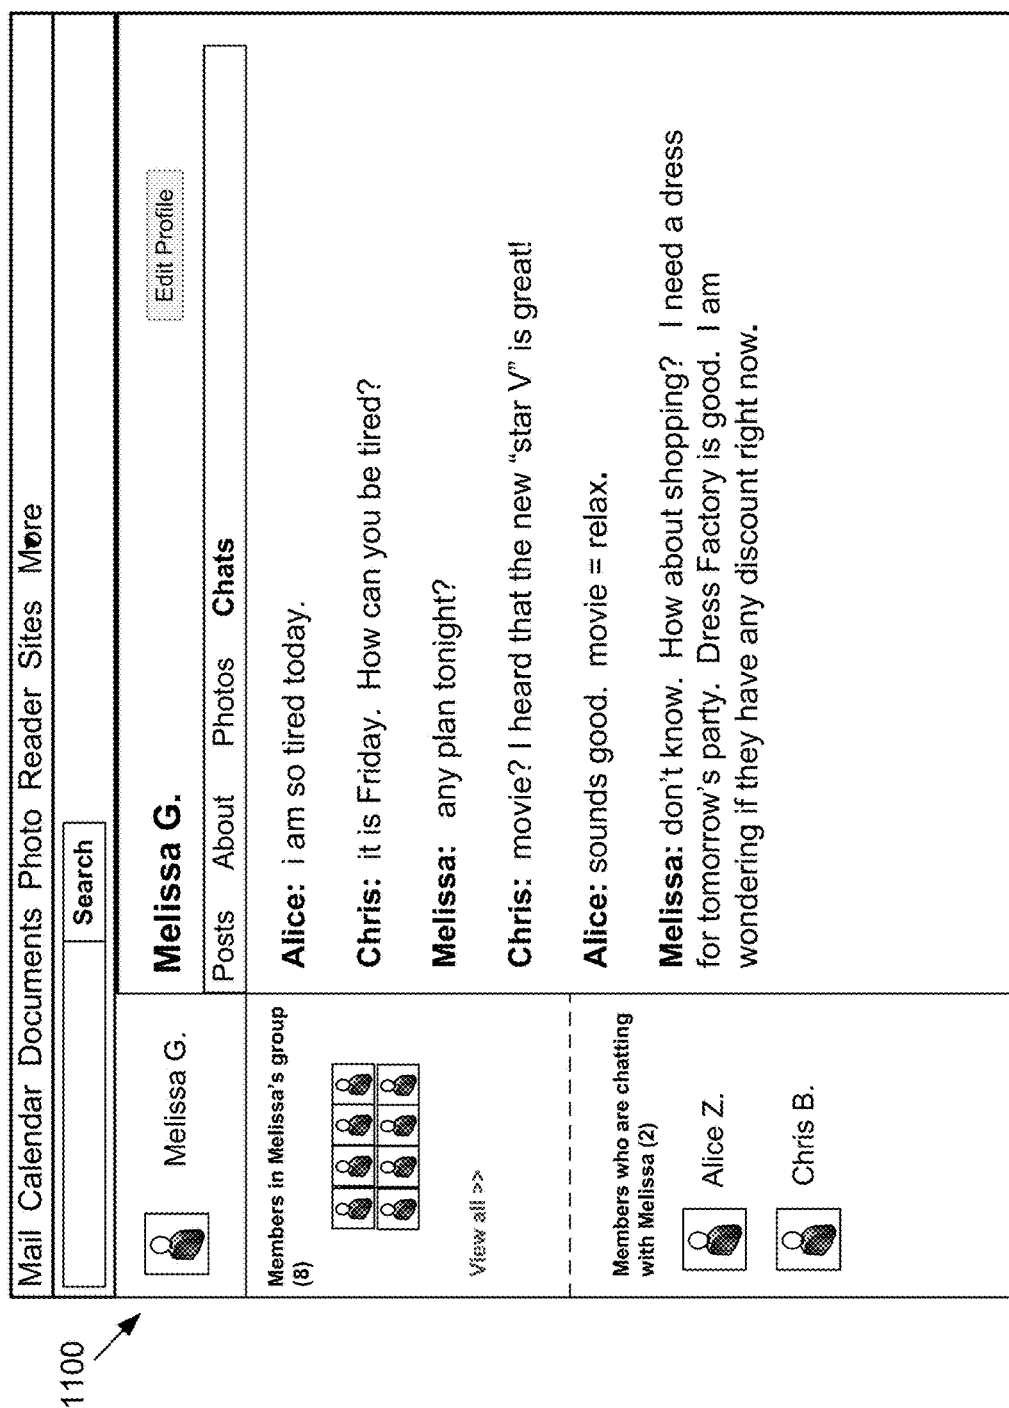 1100
Mail Calendar Documents Photo Reader Sites More
Search
Melissa G.
Melissa G.
Edit Profile
Posts About Photos Chats
Members in Melissa's group
(8)
View all >>
Members who are chatting
with Melissa (2)
Alice Z.
Chris B.
Alice: i am so tired today.
Chris: it is Friday. How can you be tired?
Melissa: any plan tonight?
Chris: movie? I heard that the new "star V" is great!
Alice: sounds good. movie = relax.
Melissa: don't know. How about shopping? I need a dress
for tomorrow's party. Dress Factory is good. I am
wondering if they have any discount right now.